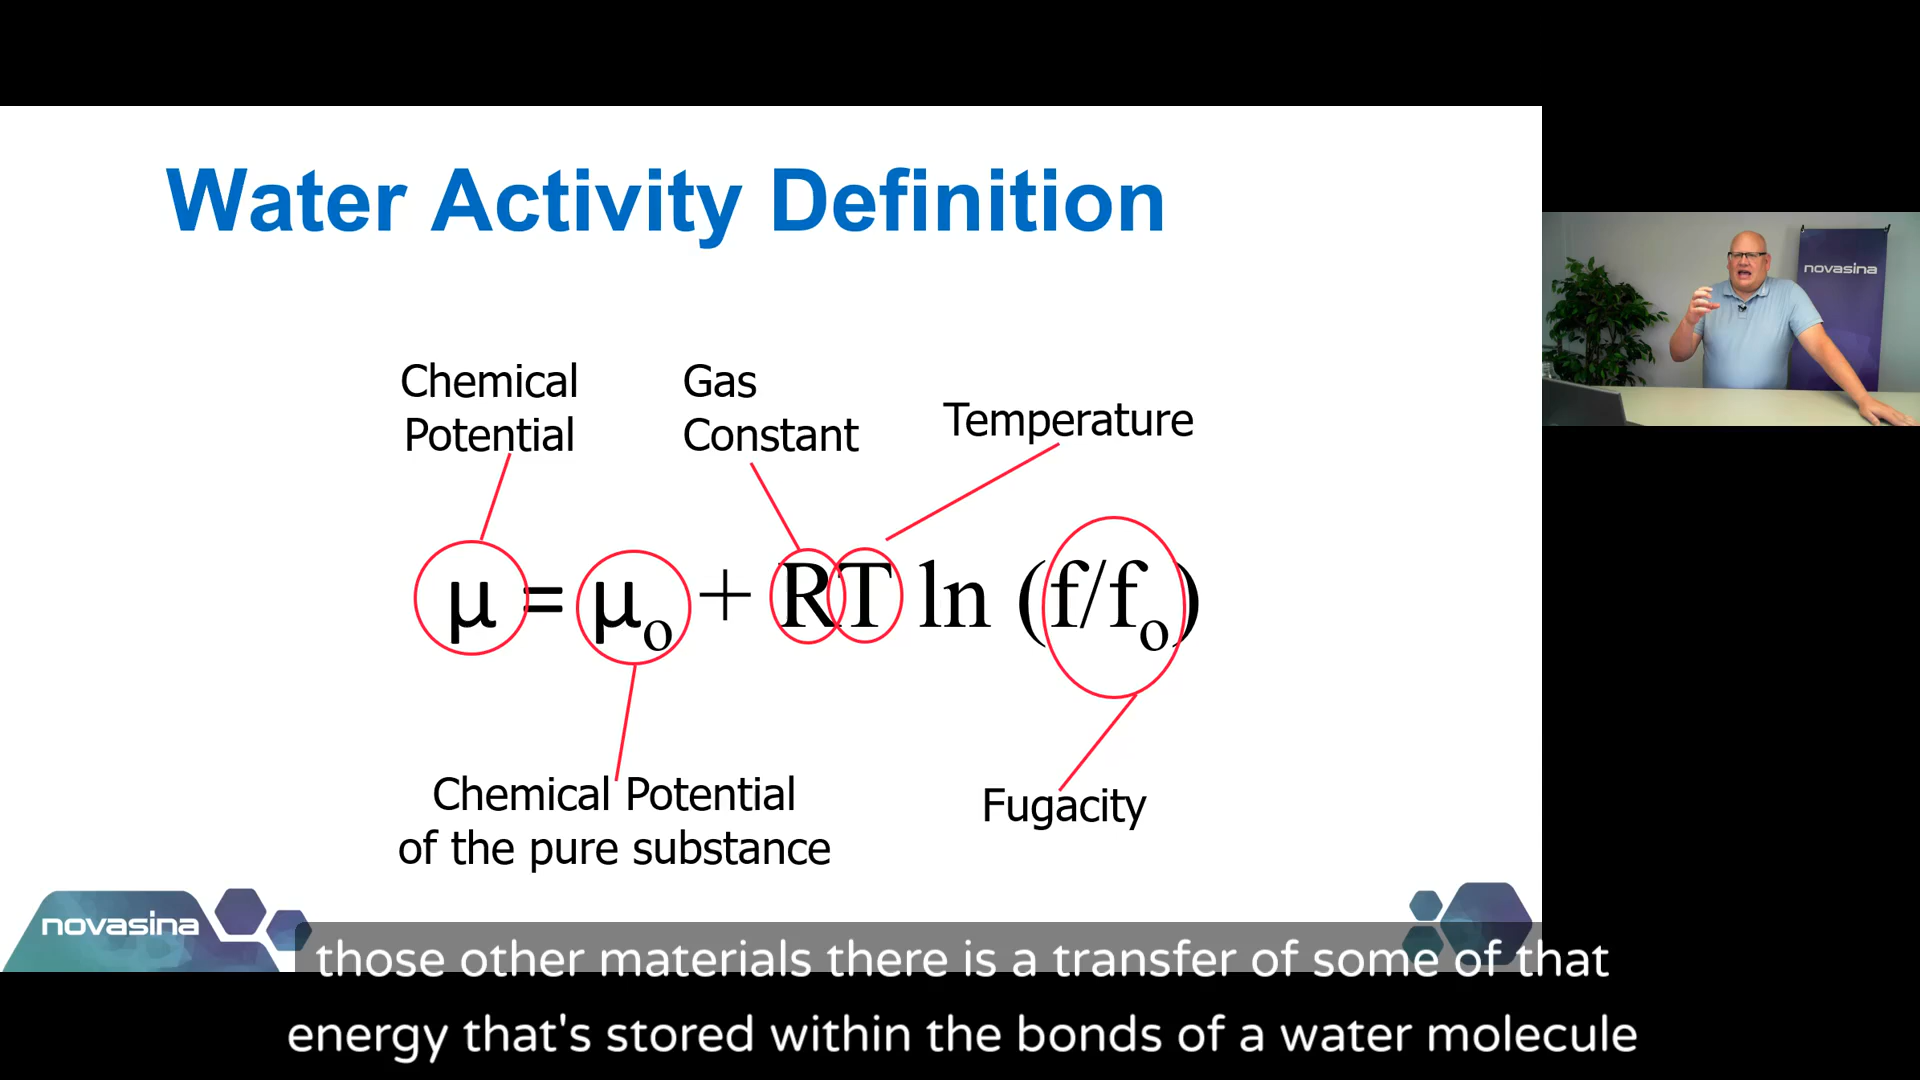 Water Activity Definition
Chemical
Potential
Gas
Constant
Temperature
μ = μo + RT ln (f/fo)
Chemical Potential
of the pure substance
Fugacity
novasina
novasina
those other materials there is a transfer of some of that
energy that's stored within the bonds of a water molecule